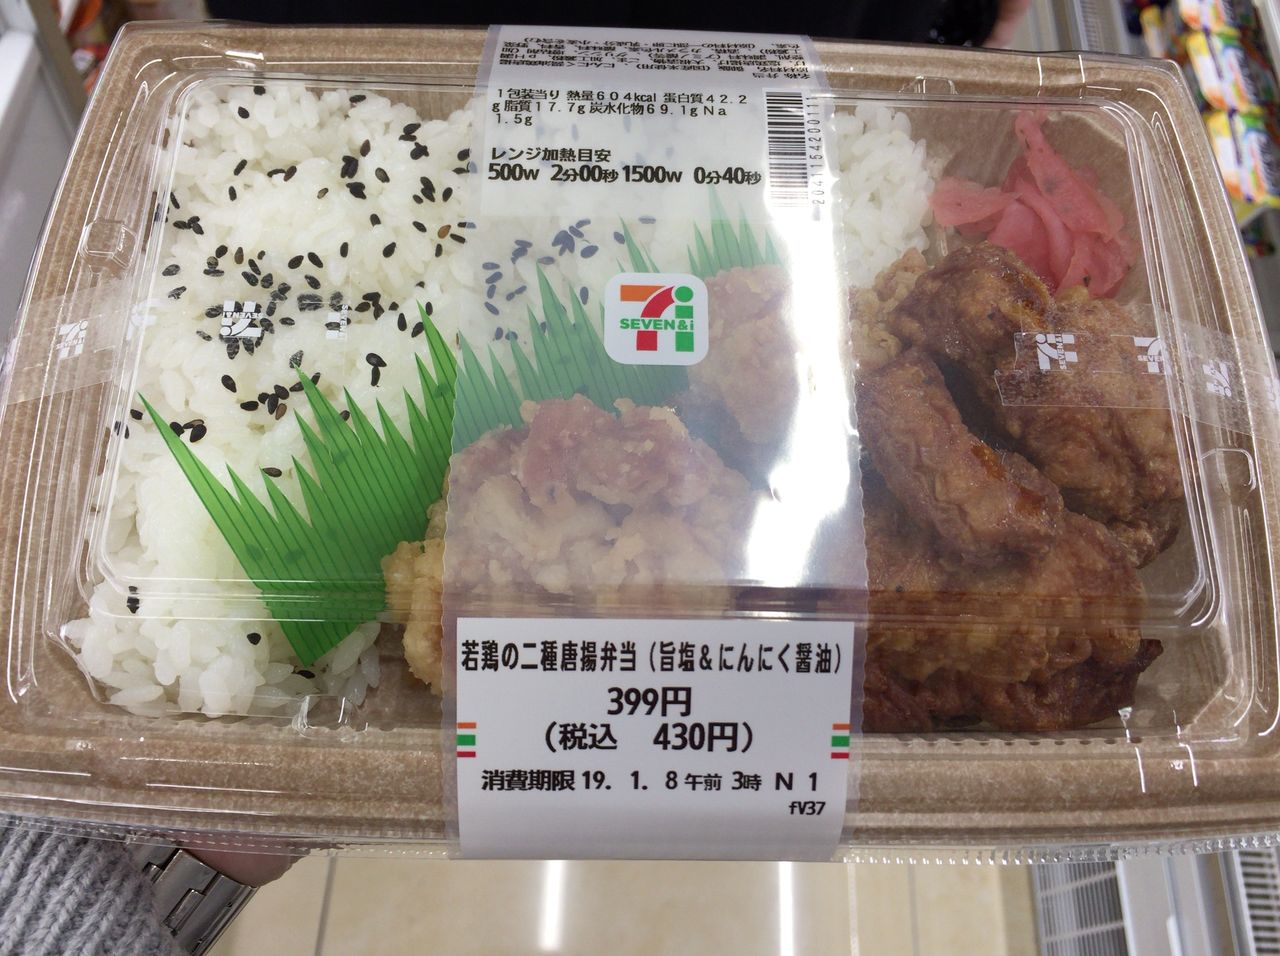 1包装当り 熱量604kcal 蛋白質42.2
g 脂質17.7g 炭水化物69.1g Na
1.5g
レンジ加熱目安
500w 2分00秒 1500w 0分40秒
2041154200111
SEVEN&i
若鶏の二種唐揚弁当(旨塩&にんにく醤油)
399円
(税込 430円)
消費期限 19. 1. 8 午前 3時 N 1
fV37